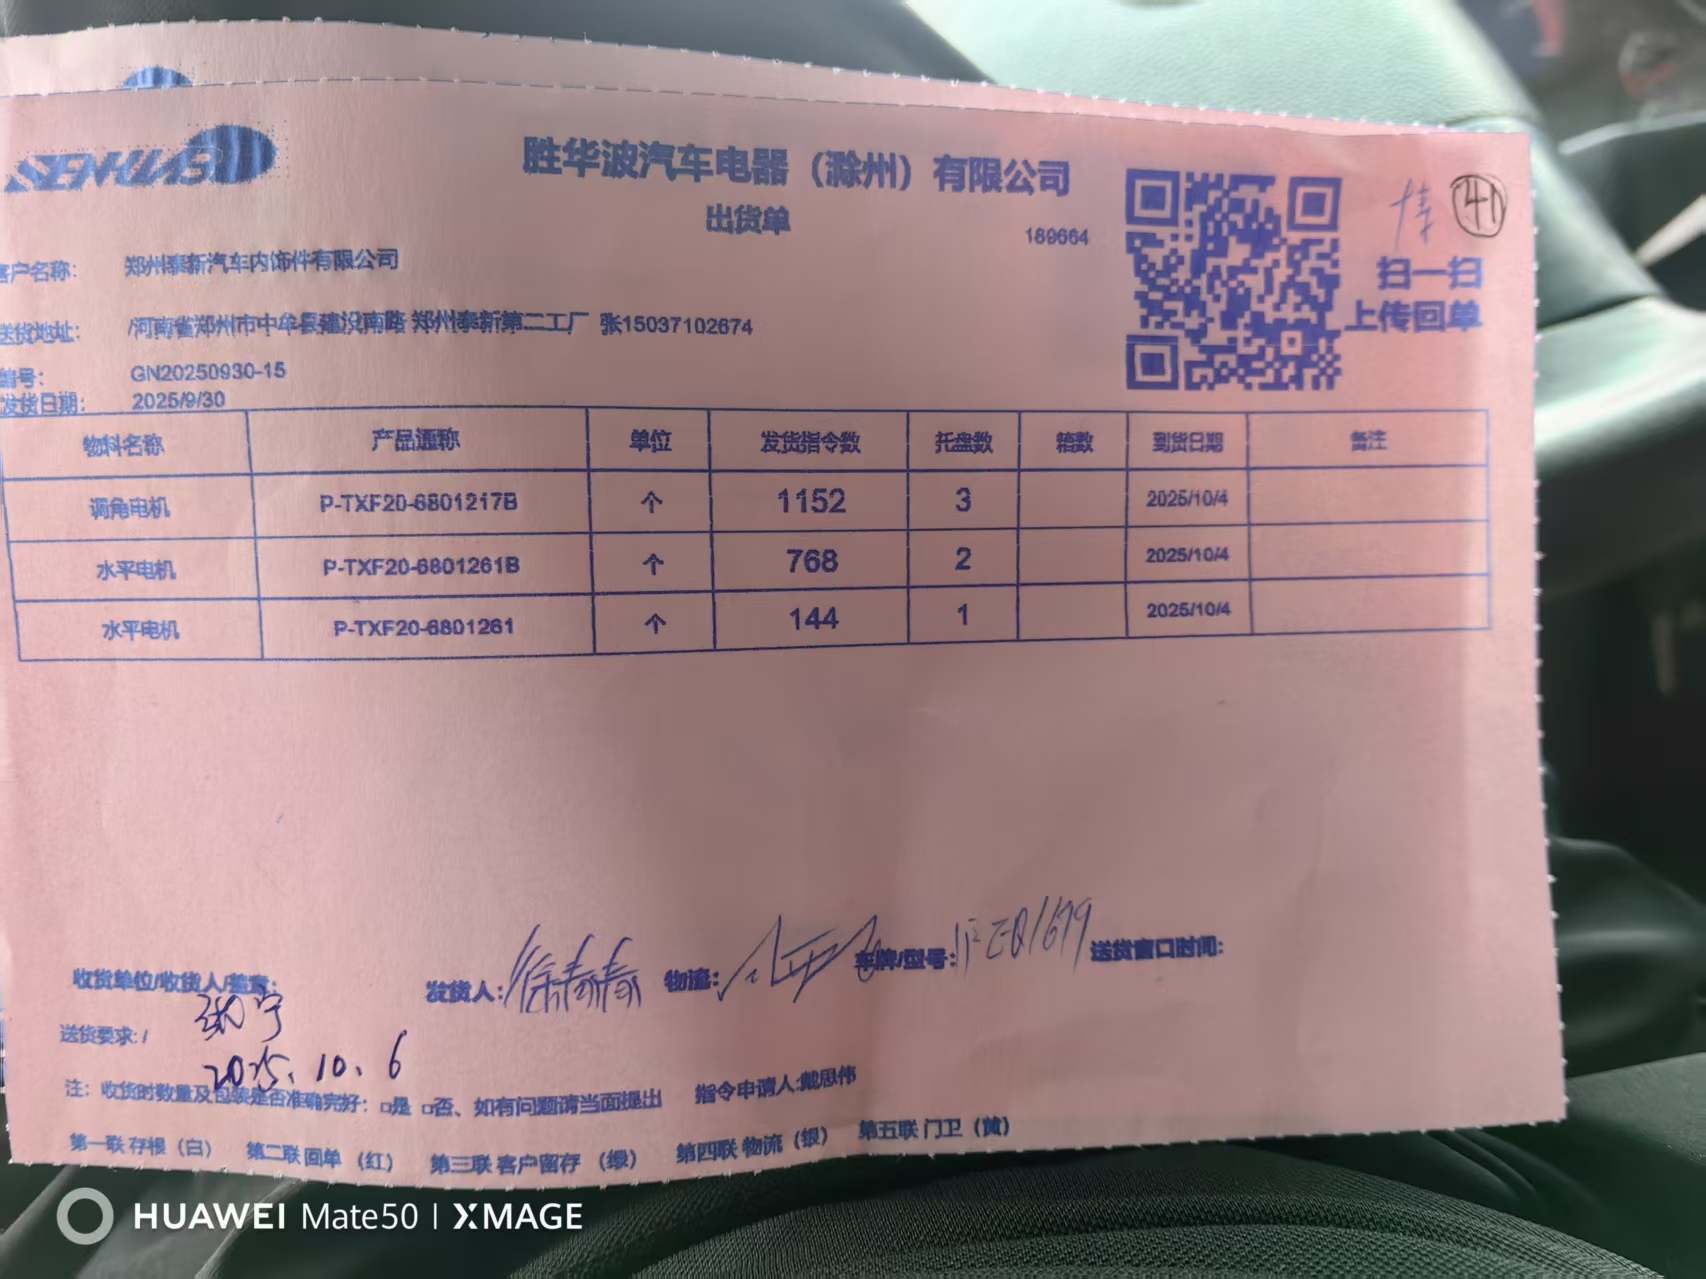 胜华波汽车电器（滁州）有限公司
出货单
189664
41
扫一扫
上传回单
客户名称： 郑州泰新汽车内饰件有限公司
送货地址： /河南省郑州市中牟县建设南路 郑州泰新第二工厂 张15037102674
编号： GN20250930-15
发货日期： 2025/9/30
物料名称 产品通称 单位 发货指令数 托盘数 箱数 到货日期 备注
调角电机 P-TXF20-6801217B 个 1152 3 2025/10/4
水平电机 P-TXF20-6801261B 个 768 2 2025/10/4
水平电机 P-TXF20-6801261 个 144 1 2025/10/4
收货单位/收货人/盖章： 发货人：徐春春 物流： 车牌/型号： 送货窗口时间：
送货要求：/
2025.10.6
注：收货时数量及包装是否准确完好：□是 □否、如有问题请当面提出 指令申请人:戴思伟
第一联 存根（白） 第二联 回单（红） 第三联 客户留存（绿） 第四联 物流（银） 第五联 门卫（黄）
HUAWEI Mate50 | XMAGE